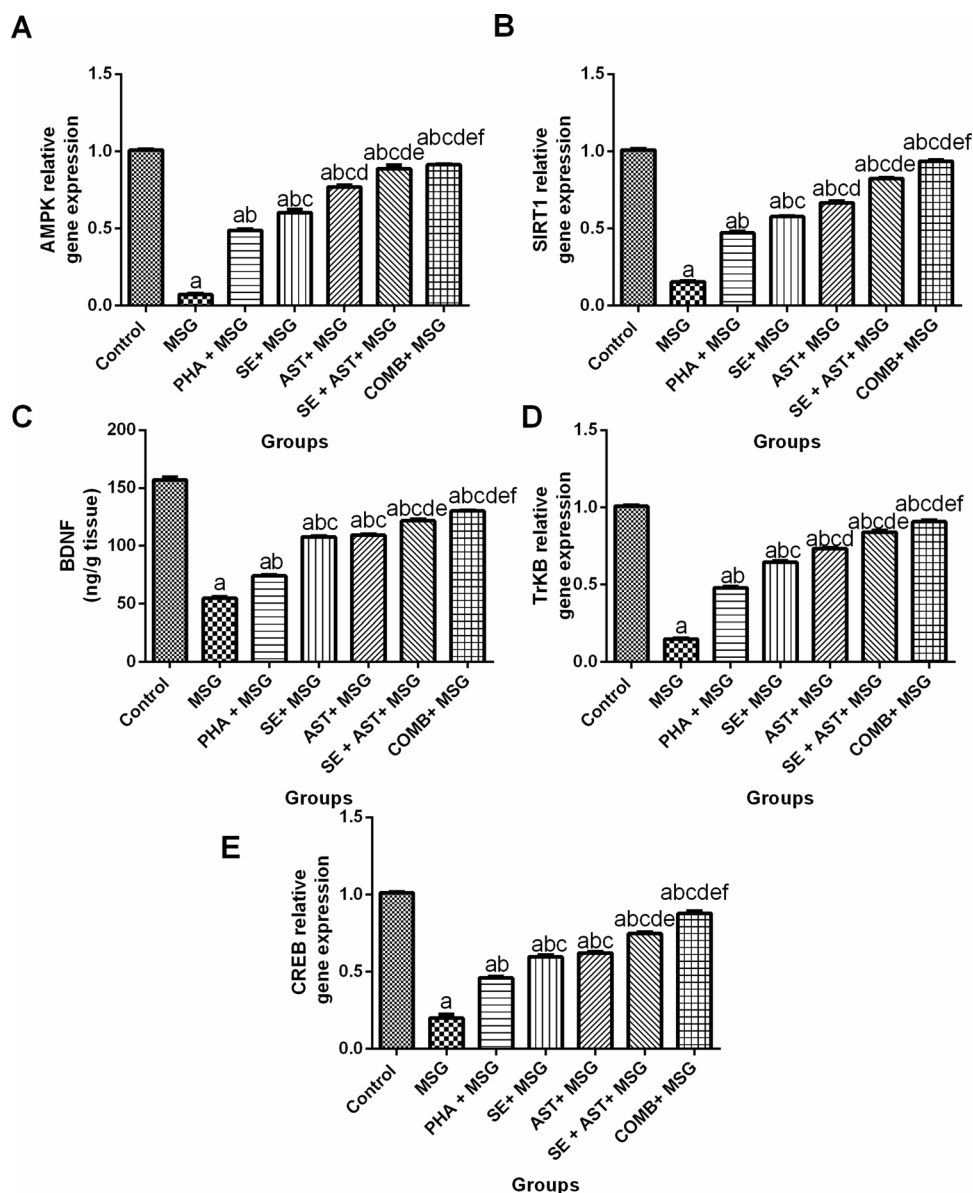 A
AMPK relative
gene expression
1.5
1.0
0.5
0.0
a
ab
abc
abcd
abcde
abcdef
Control
MSG
PHA + MSG
SE+ MSG
AST+ MSG
SE + AST+ MSG
COMB+ MSG
Groups
B
SIRT1 relative
gene expression
1.5
1.0
0.5
0.0
a
ab
abc
abcd
abcde
abcdef
Control
MSG
PHA + MSG
SE+ MSG
AST+ MSG
SE + AST+ MSG
COMB+ MSG
Groups
C
BDNF
(ng/g tissue)
200
150
100
50
0
a
ab
abc
abc
abcde
abcdef
Control
MSG
PHA + MSG
SE+ MSG
AST+ MSG
SE + AST+ MSG
COMB+ MSG
Groups
D
TrKB relative
gene expression
1.5
1.0
0.5
0.0
a
ab
abc
abcd
abcde
abcdef
Control
MSG
PHA + MSG
SE+ MSG
AST+ MSG
SE + AST+ MSG
COMB+ MSG
Groups
E
CREB relative
gene expression
1.5
1.0
0.5
0.0
a
ab
abc
abc
abcde
abcdef
Control
MSG
PHA + MSG
SE+ MSG
AST+ MSG
SE + AST+ MSG
COMB+ MSG
Groups